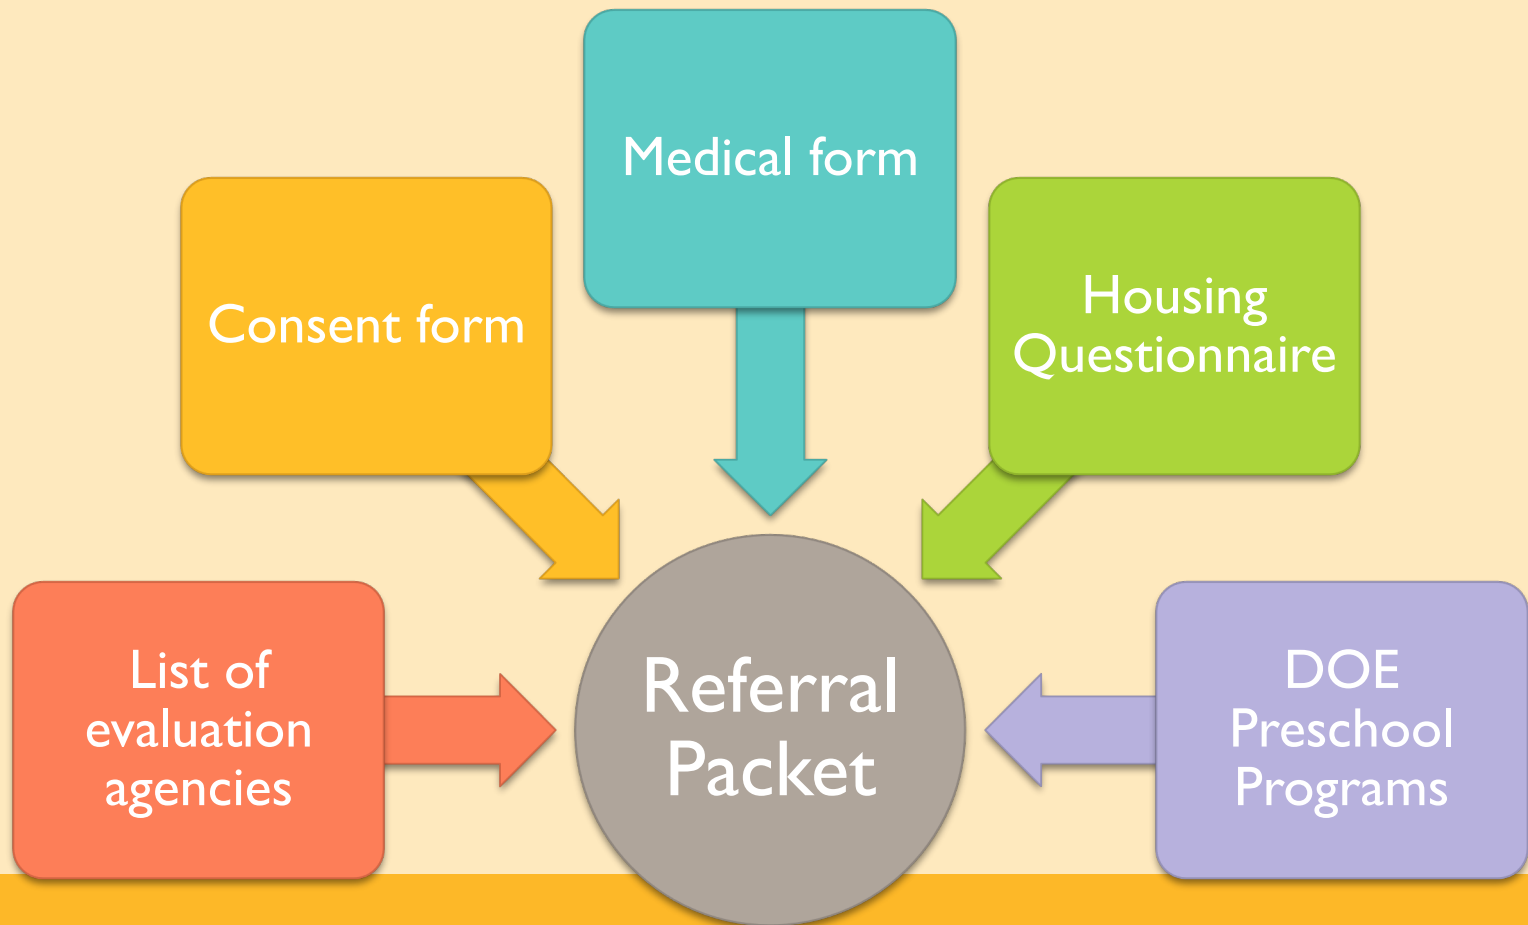 Medical form
Consent form
Housing
Questionnaire
List of
evaluation
agencies
Referral
Packet
DOE
Preschool
Programs